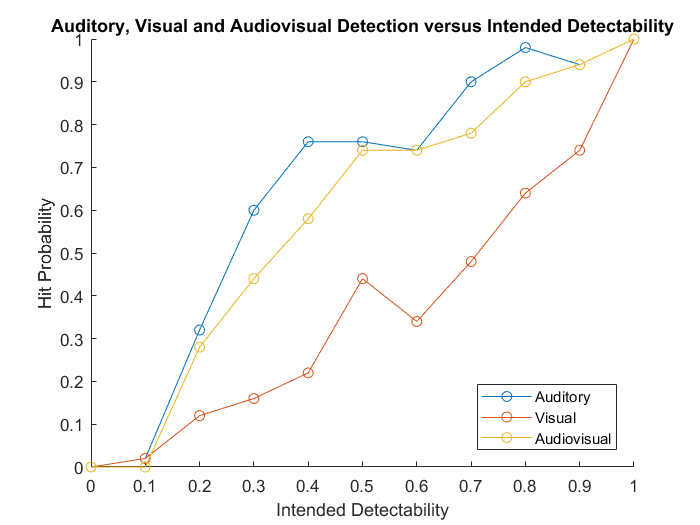 Auditory, Visual and Audiovisual Detection versus Intended Detectability
1
0.9
0.8
0.7
0.6
0.5
0.4
0.3
0.2
0.1
0
Hit Probability
0 0.1 0.2 0.3 0.4 0.5 0.6 0.7 0.8 0.9 1
Intended Detectability
Auditory
Visual
Audiovisual